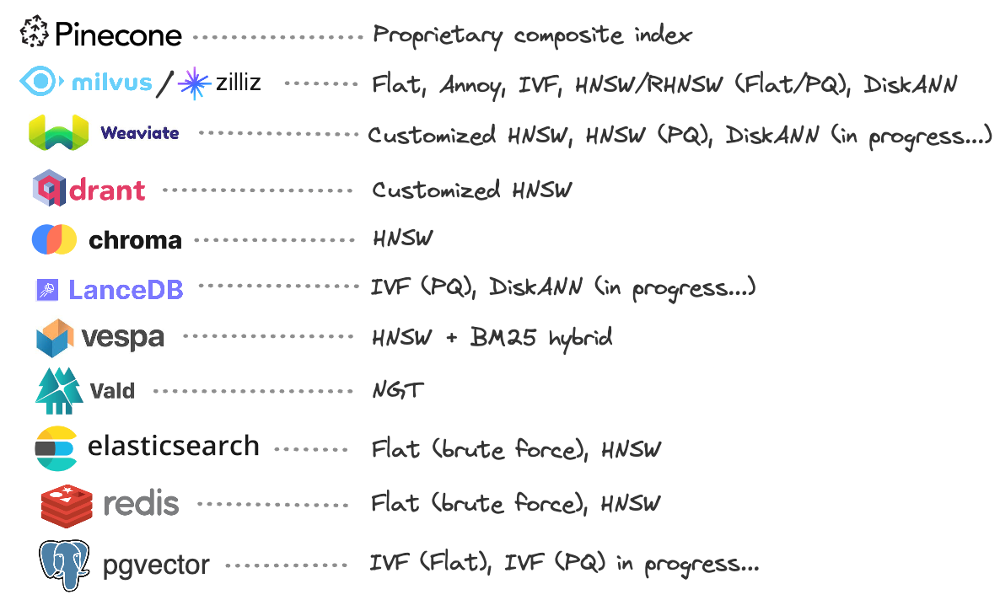 Pinecone Proprietary composite index
milvus / zilliz Flat, Annoy, IVF, HNSW/RHNSW (Flat/PQ), DiskANN
Weaviate Customized HNSW, HNSW (PQ), DiskANN (in progress...)
qdrant Customized HNSW
chroma HNSW
LanceDB IVF (PQ), DiskANN (in progress...)
vespa HNSW + BM25 hybrid
Vald NGT
elasticsearch Flat (brute force), HNSW
redis Flat (brute force), HNSW
pgvector IVF (Flat), IVF (PQ) in progress...